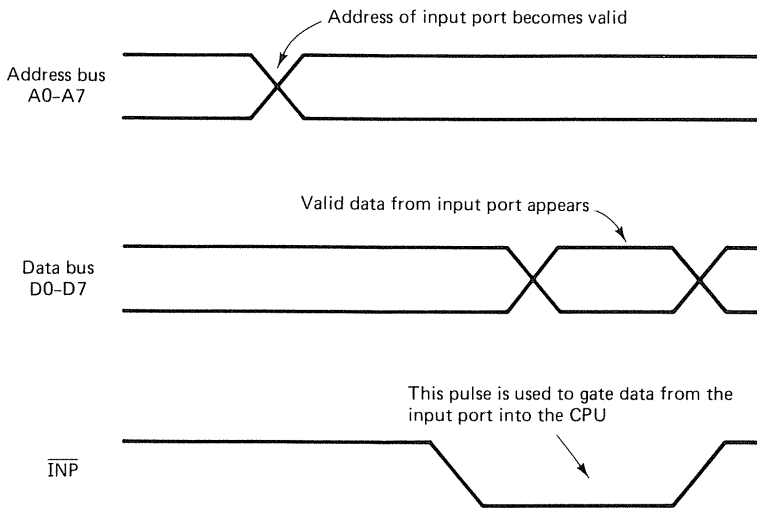 Address of input port becomes valid
Address bus
A0–A7
Valid data from input port appears
Data bus
D0–D7
This pulse is used to gate data from the
input port into the CPU
I̅N̅P̅